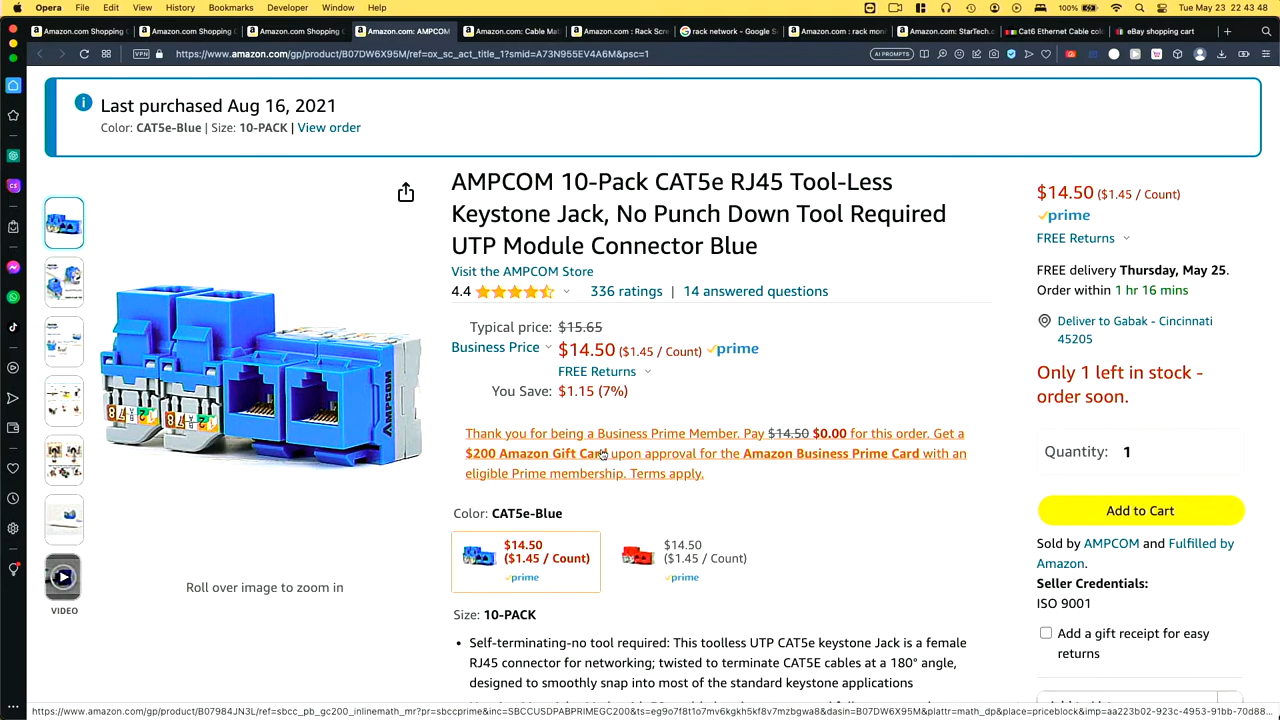 Opera File Edit View History Bookmarks Developer Window Help 100% Tue May 23 22 43 48
Amazon.com Shopping Amazon.com Shopping Amazon.com Shopping Amazon.com: AMPCOM Amazon.com: Cable Ma Amazon.com : Rack Scre rack network - Google S Amazon.com : rack mon Amazon.com: StarTech. Cat6 Ethernet Cable col eBay shopping cart
VPN https://www.amazon.com/gp/product/B07DW6X95M/ref=ox_sc_act_title_1?smid=A73N955EV4A6M&psc=1 AI PROMPTS
Last purchased Aug 16, 2021
Color: CAT5e-Blue | Size: 10-PACK | View order
AMPCOM 10-Pack CAT5e RJ45 Tool-Less
Keystone Jack, No Punch Down Tool Required
UTP Module Connector Blue
Visit the AMPCOM Store
4.4 336 ratings | 14 answered questions
Typical price: $15.65
Business Price $14.50 ($1.45 / Count) prime
FREE Returns
You Save: $1.15 (7%)
Thank you for being a Business Prime Member. Pay $14.50 $0.00 for this order. Get a
$200 Amazon Gift Card upon approval for the Amazon Business Prime Card with an
eligible Prime membership. Terms apply.
Color: CAT5e-Blue
$14.50
($1.45 / Count)
prime
$14.50
($1.45 / Count)
prime
Size: 10-PACK
• Self-terminating-no tool required: This toolless UTP CAT5e keystone Jack is a female
RJ45 connector for networking; twisted to terminate CAT5E cables at a 180° angle,
designed to smoothly snap into most of the standard keystone applications
AMPCOM
Roll over image to zoom in
VIDEO
$14.50 ($1.45 / Count)
prime
FREE Returns
FREE delivery Thursday, May 25.
Order within 1 hr 16 mins
Deliver to Gabak - Cincinnati
45205
Only 1 left in stock -
order soon.
Quantity: 1
Add to Cart
Sold by AMPCOM and Fulfilled by
Amazon.
Seller Credentials:
ISO 9001
Add a gift receipt for easy
returns